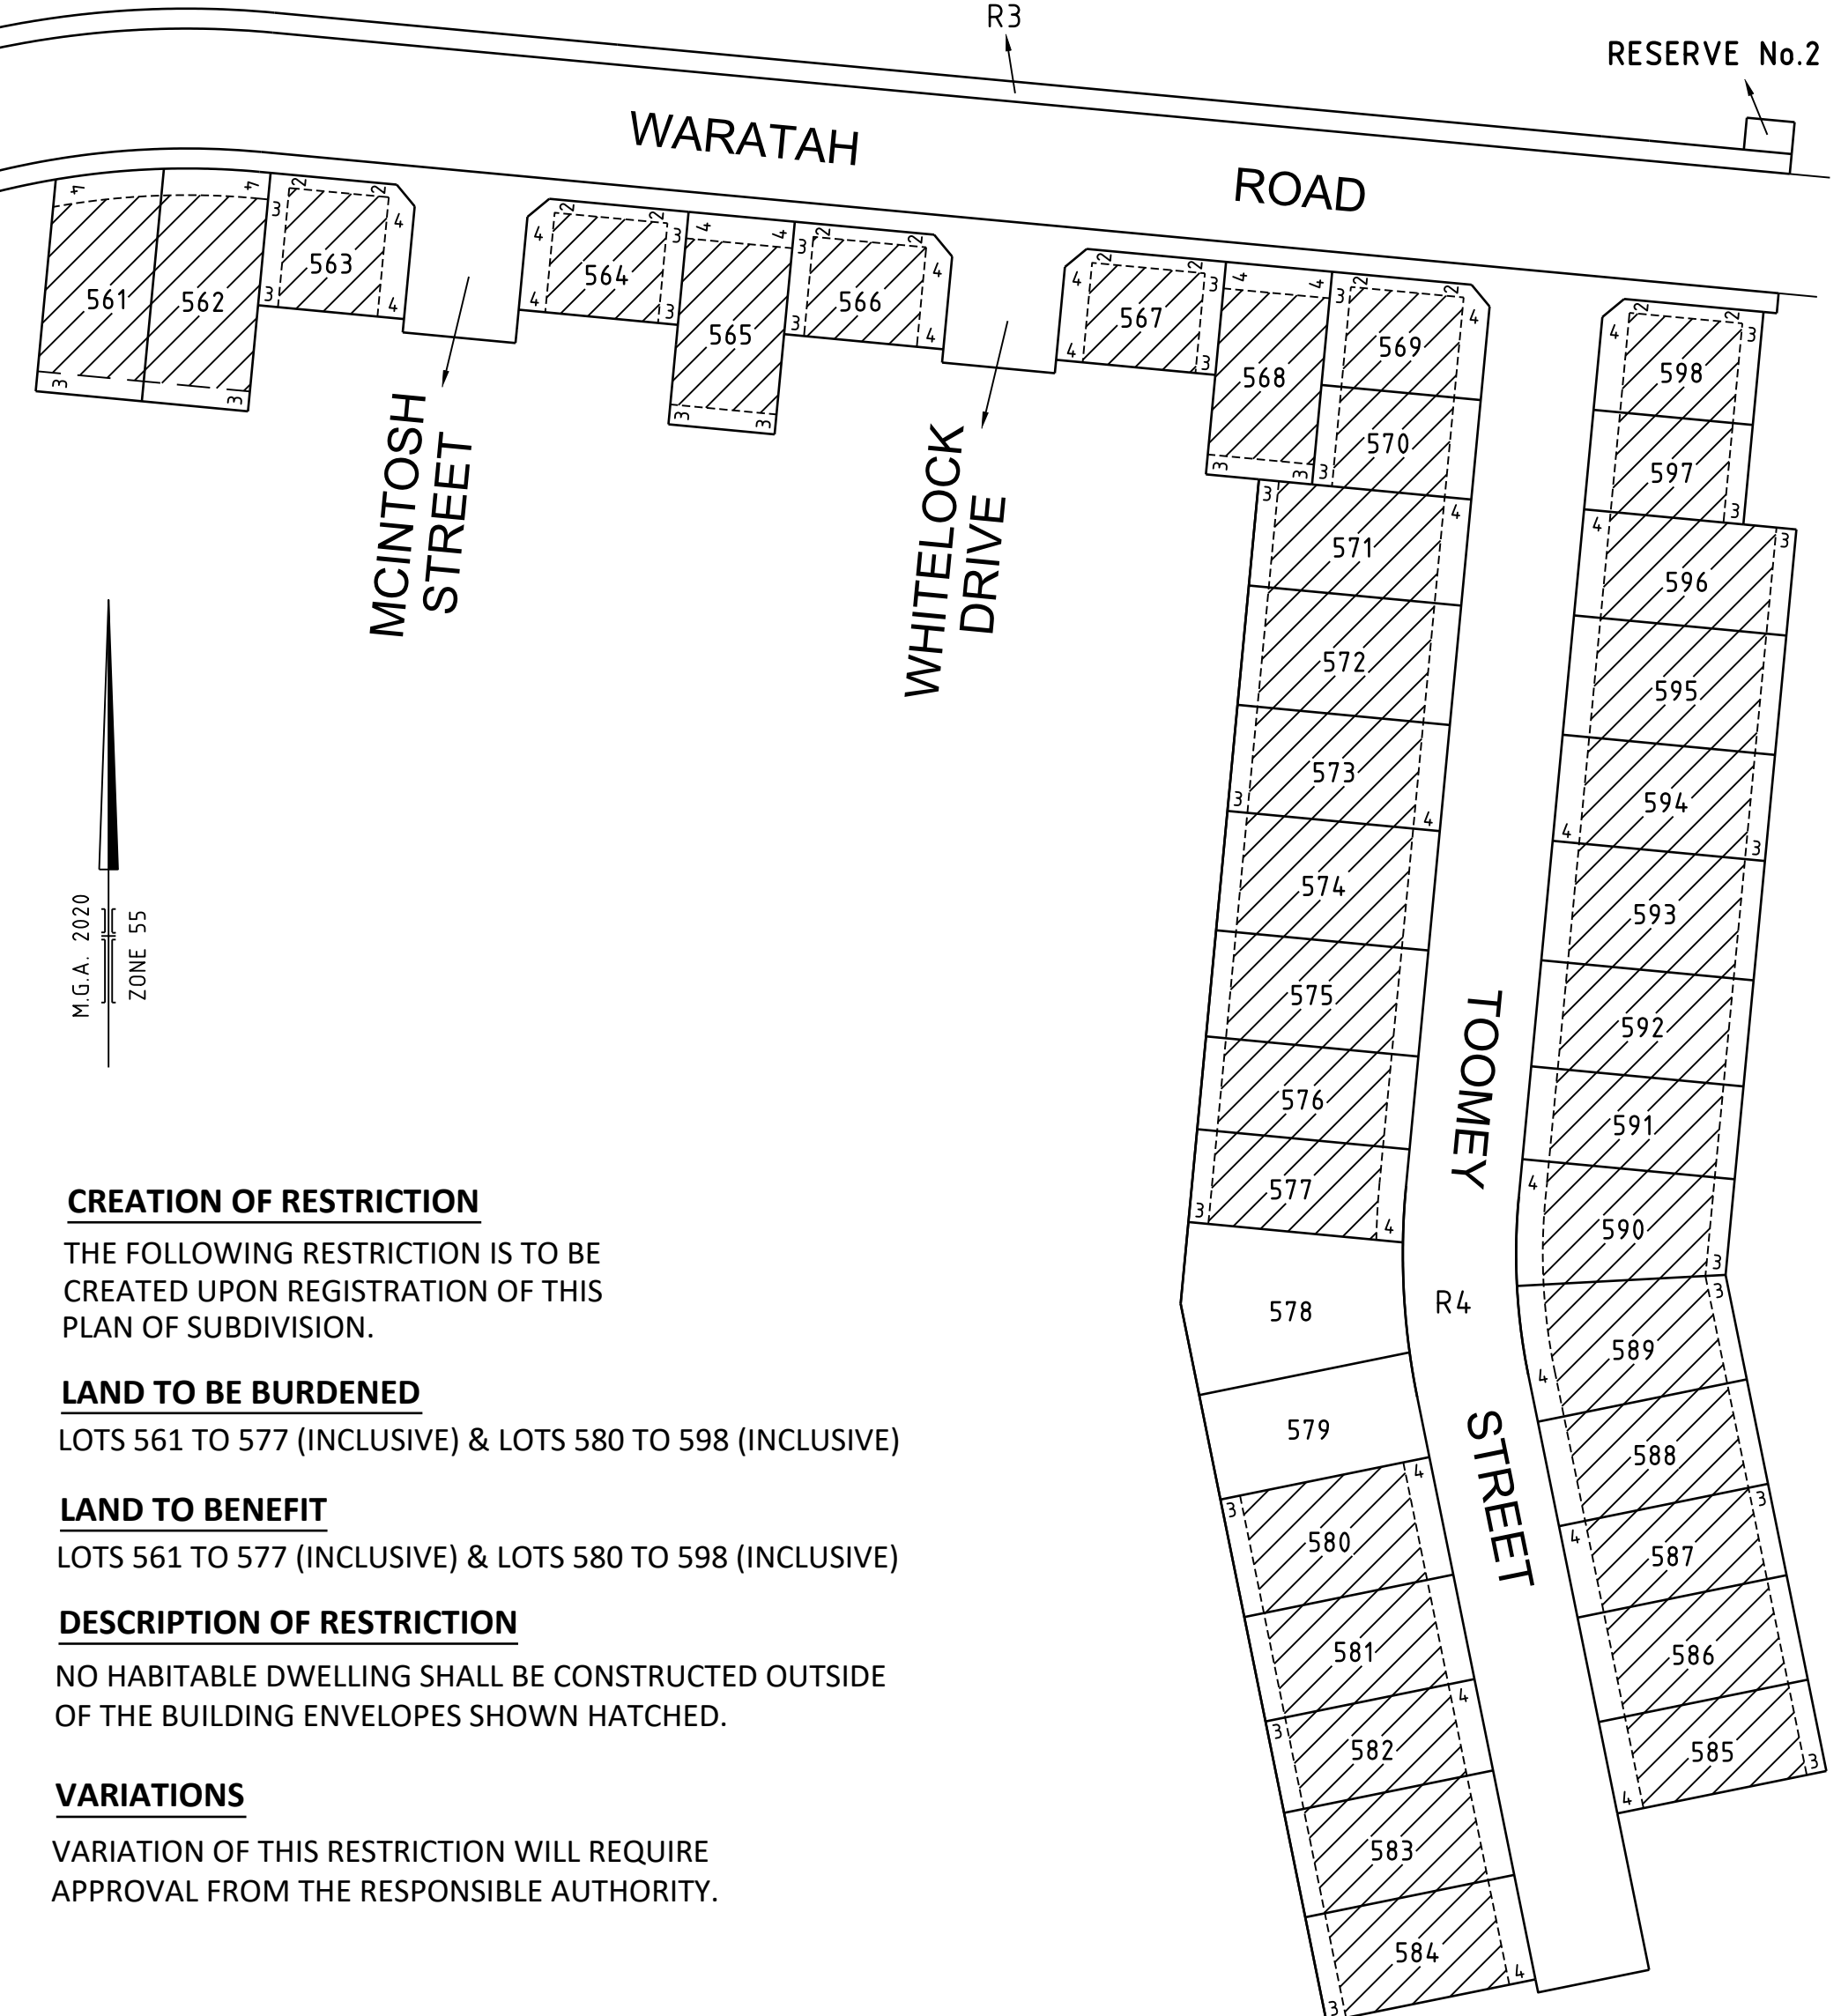 R3
RESERVE No.2
WARATAH ROAD
561
562
563
564
565
566
567
568
569
570
571
572
573
574
575
576
577
578
579
580
581
582
583
584
598
597
596
595
594
593
592
591
590
589
588
587
586
585
MCINTOSH
STREET
WHITELOCK
DRIVE
TOOMEY STREET
R4
M.G.A. 2020
ZONE 55
CREATION OF RESTRICTION
THE FOLLOWING RESTRICTION IS TO BE
CREATED UPON REGISTRATION OF THIS
PLAN OF SUBDIVISION.
LAND TO BE BURDENED
LOTS 561 TO 577 (INCLUSIVE) & LOTS 580 TO 598 (INCLUSIVE)
LAND TO BENEFIT
LOTS 561 TO 577 (INCLUSIVE) & LOTS 580 TO 598 (INCLUSIVE)
DESCRIPTION OF RESTRICTION
NO HABITABLE DWELLING SHALL BE CONSTRUCTED OUTSIDE
OF THE BUILDING ENVELOPES SHOWN HATCHED.
VARIATIONS
VARIATION OF THIS RESTRICTION WILL REQUIRE
APPROVAL FROM THE RESPONSIBLE AUTHORITY.